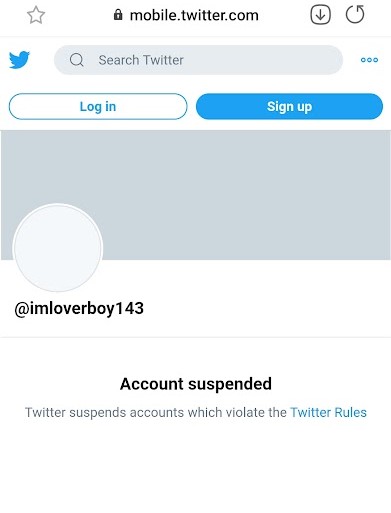 mobile.twitter.com
Search Twitter
Log in
Sign up
@imloverboy143
Account suspended
Twitter suspends accounts which violate the Twitter Rules